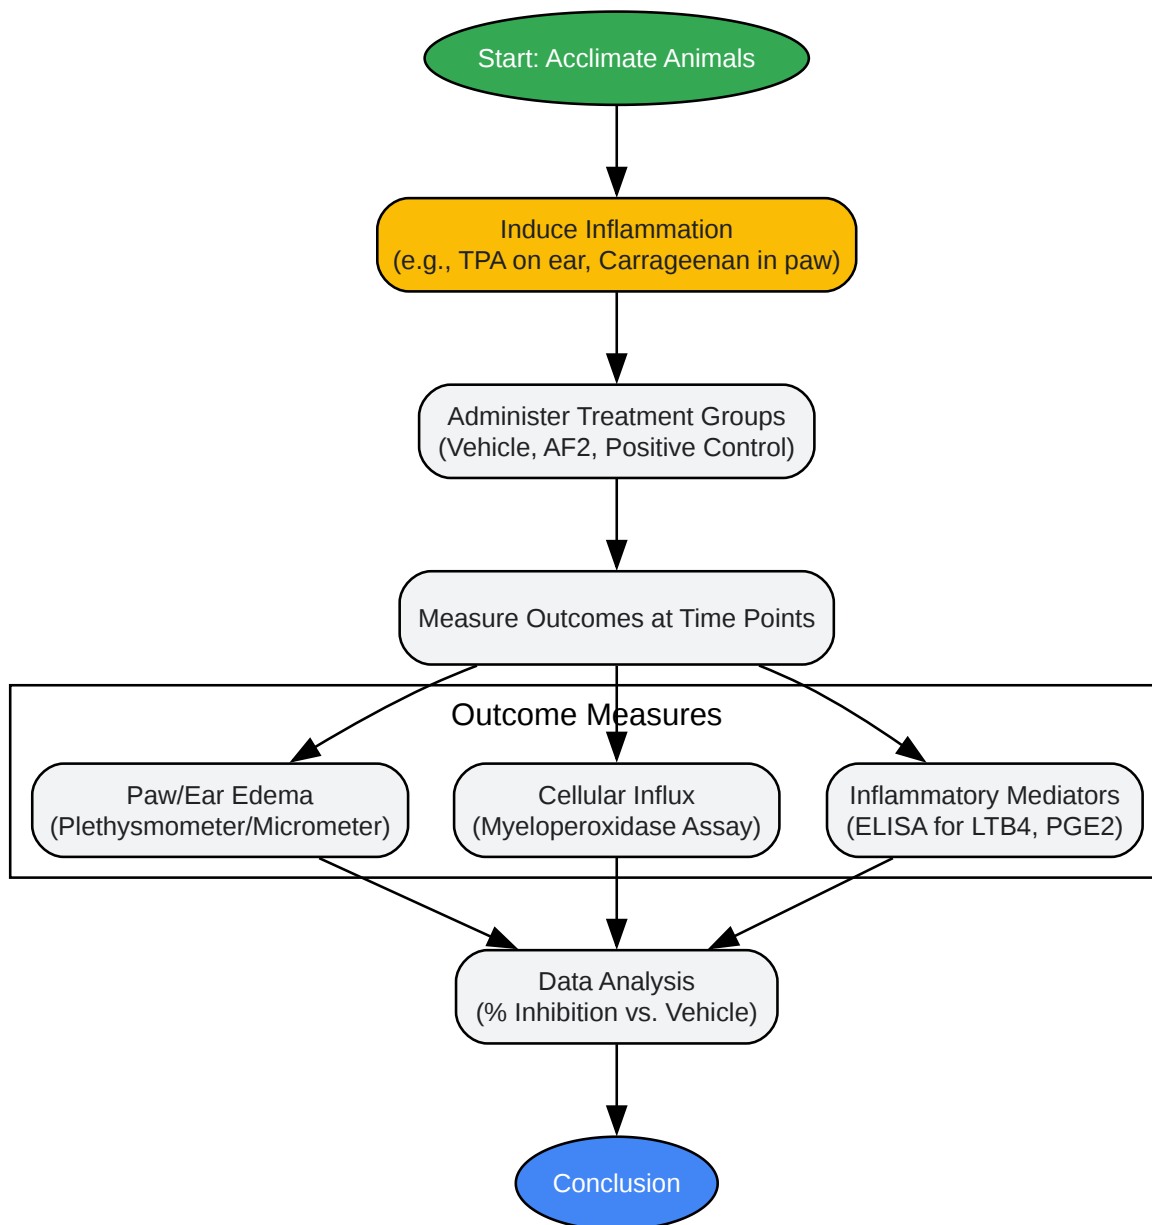 Start: Acclimate Animals
Induce Inflammation
(e.g., TPA on ear, Carrageenan in paw)
Administer Treatment Groups
(Vehicle, AF2, Positive Control)
Measure Outcomes at Time Points
Outcome Measures
Paw/Ear Edema
(Plethysmometer/Micrometer)
Cellular Influx
(Myeloperoxidase Assay)
Inflammatory Mediators
(ELISA for LTB4, PGE2)
Data Analysis
(% Inhibition vs. Vehicle)
Conclusion